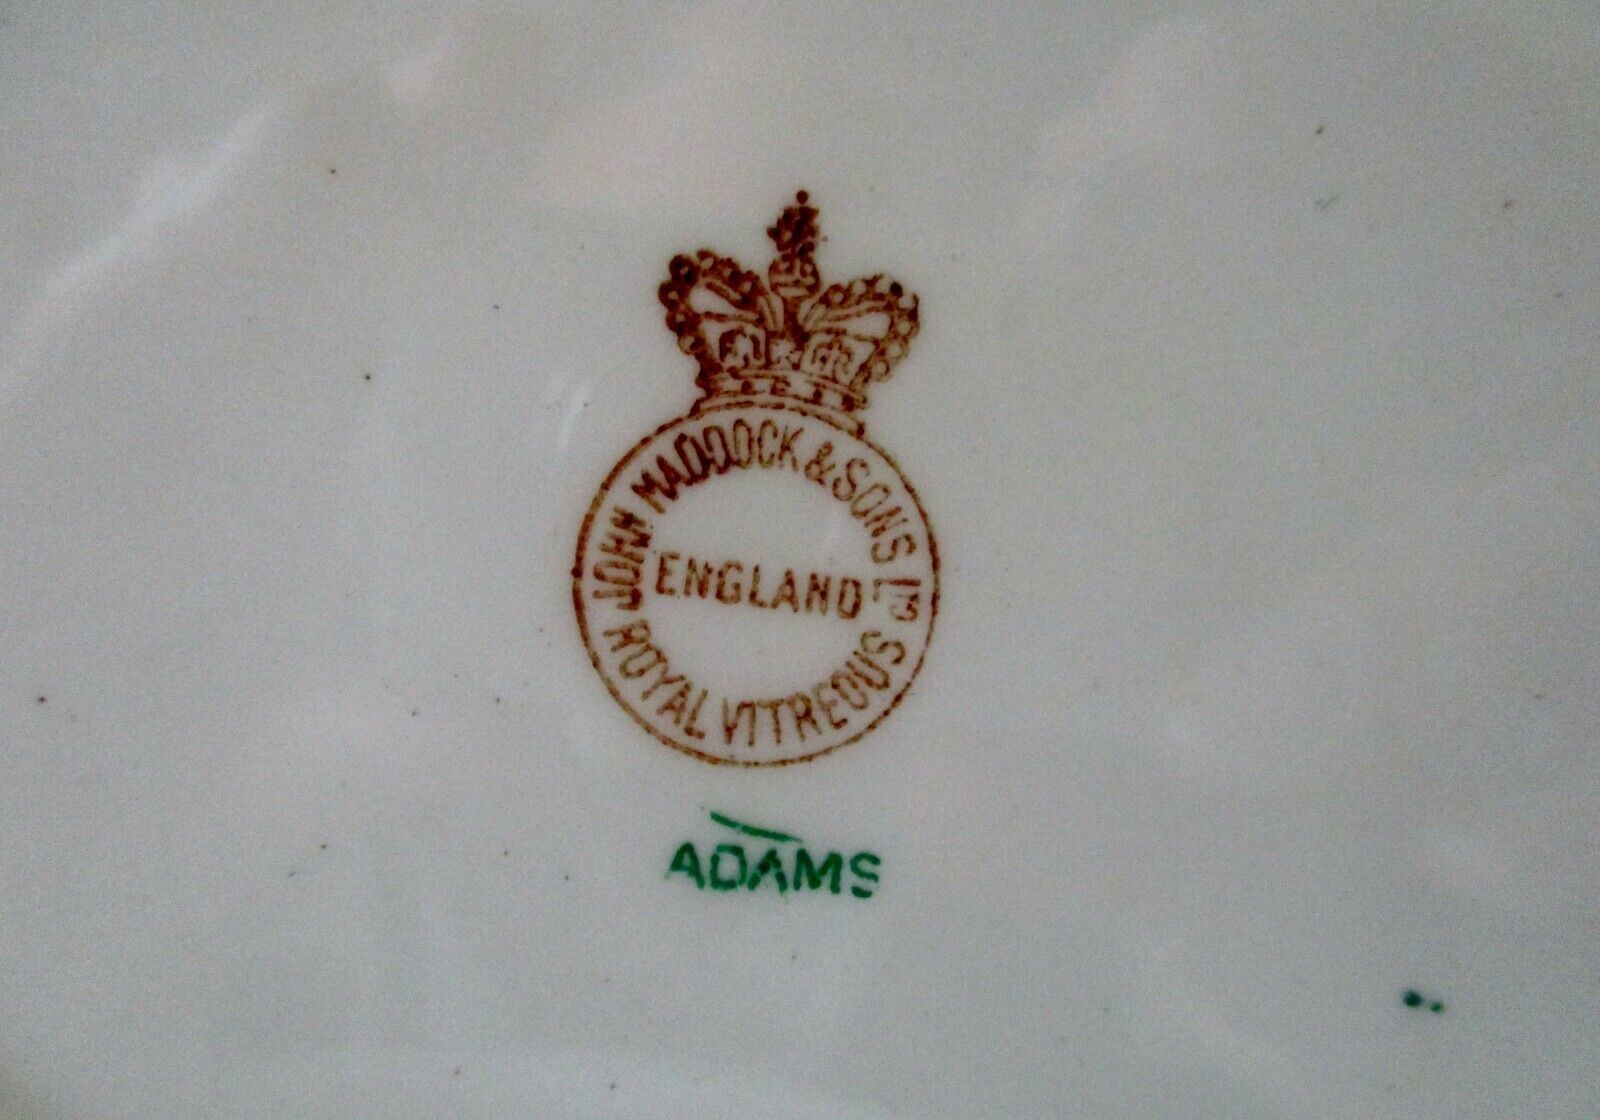 JOHN MADDOCK & SONS LTD
ENGLAND
ROYAL VITREOUS
ADAMS